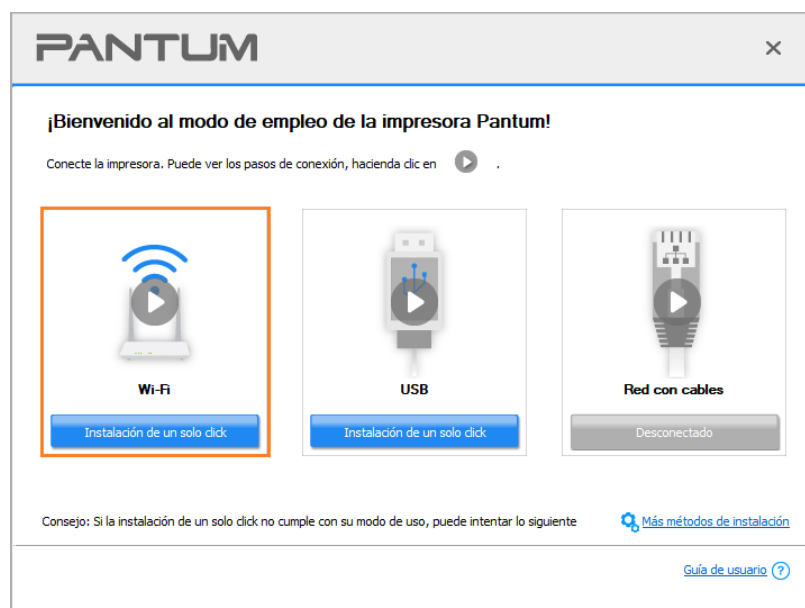 PANTUM
¡Bienvenido al modo de empleo de la impresora Pantum!
Conecte la impresora. Puede ver los pasos de conexión, hacienda clic en .
Wi-Fi
Instalación de un solo click
USB
Instalación de un solo click
Red con cables
Desconectado
Consejo: Si la instalación de un solo click no cumple con su modo de uso, puede intentar lo siguiente
Más métodos de instalación
Guía de usuario ?